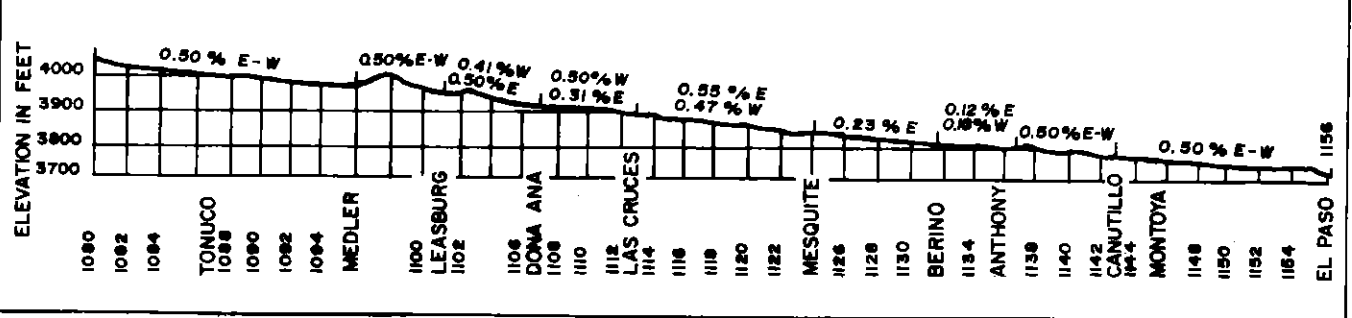 ELEVATION IN FEET
4000
3900
3800
3700
0.50 % E-W
0.50% E-W
0.41% W
0.50% E
0.50% W
0.31% E
0.55 % E
0.47 % W
0.23 % E
0.12 % E
0.18% W
0.50% E-W
0.50 % E-W
1156
1080
1082
1084
TONUCO
1088
1090
1092
1094
MEDLER
1100
LEASBURG
1102
1106
DONA ANA
1108
1110
1112
LAS CRUCES
1114
1116
1118
1120
1122
MESQUITE
1126
1128
1130
BERINO
1134
ANTHONY
1138
1140
1142
CANUTILLO
1144
MONTOYA
1148
1150
1152
1154
EL PASO